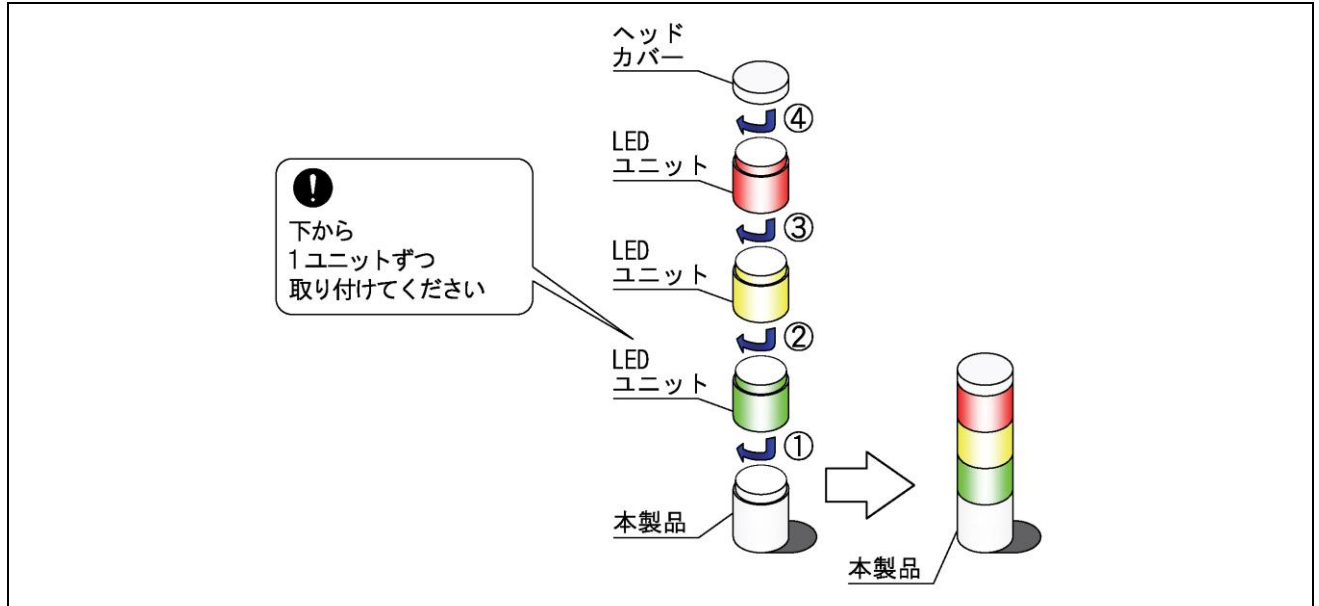 ヘッド
カバー
④
LED
ユニット
③
!
下から
1ユニットずつ
取り付けてください
LED
ユニット
②
LED
ユニット
①
本製品
本製品